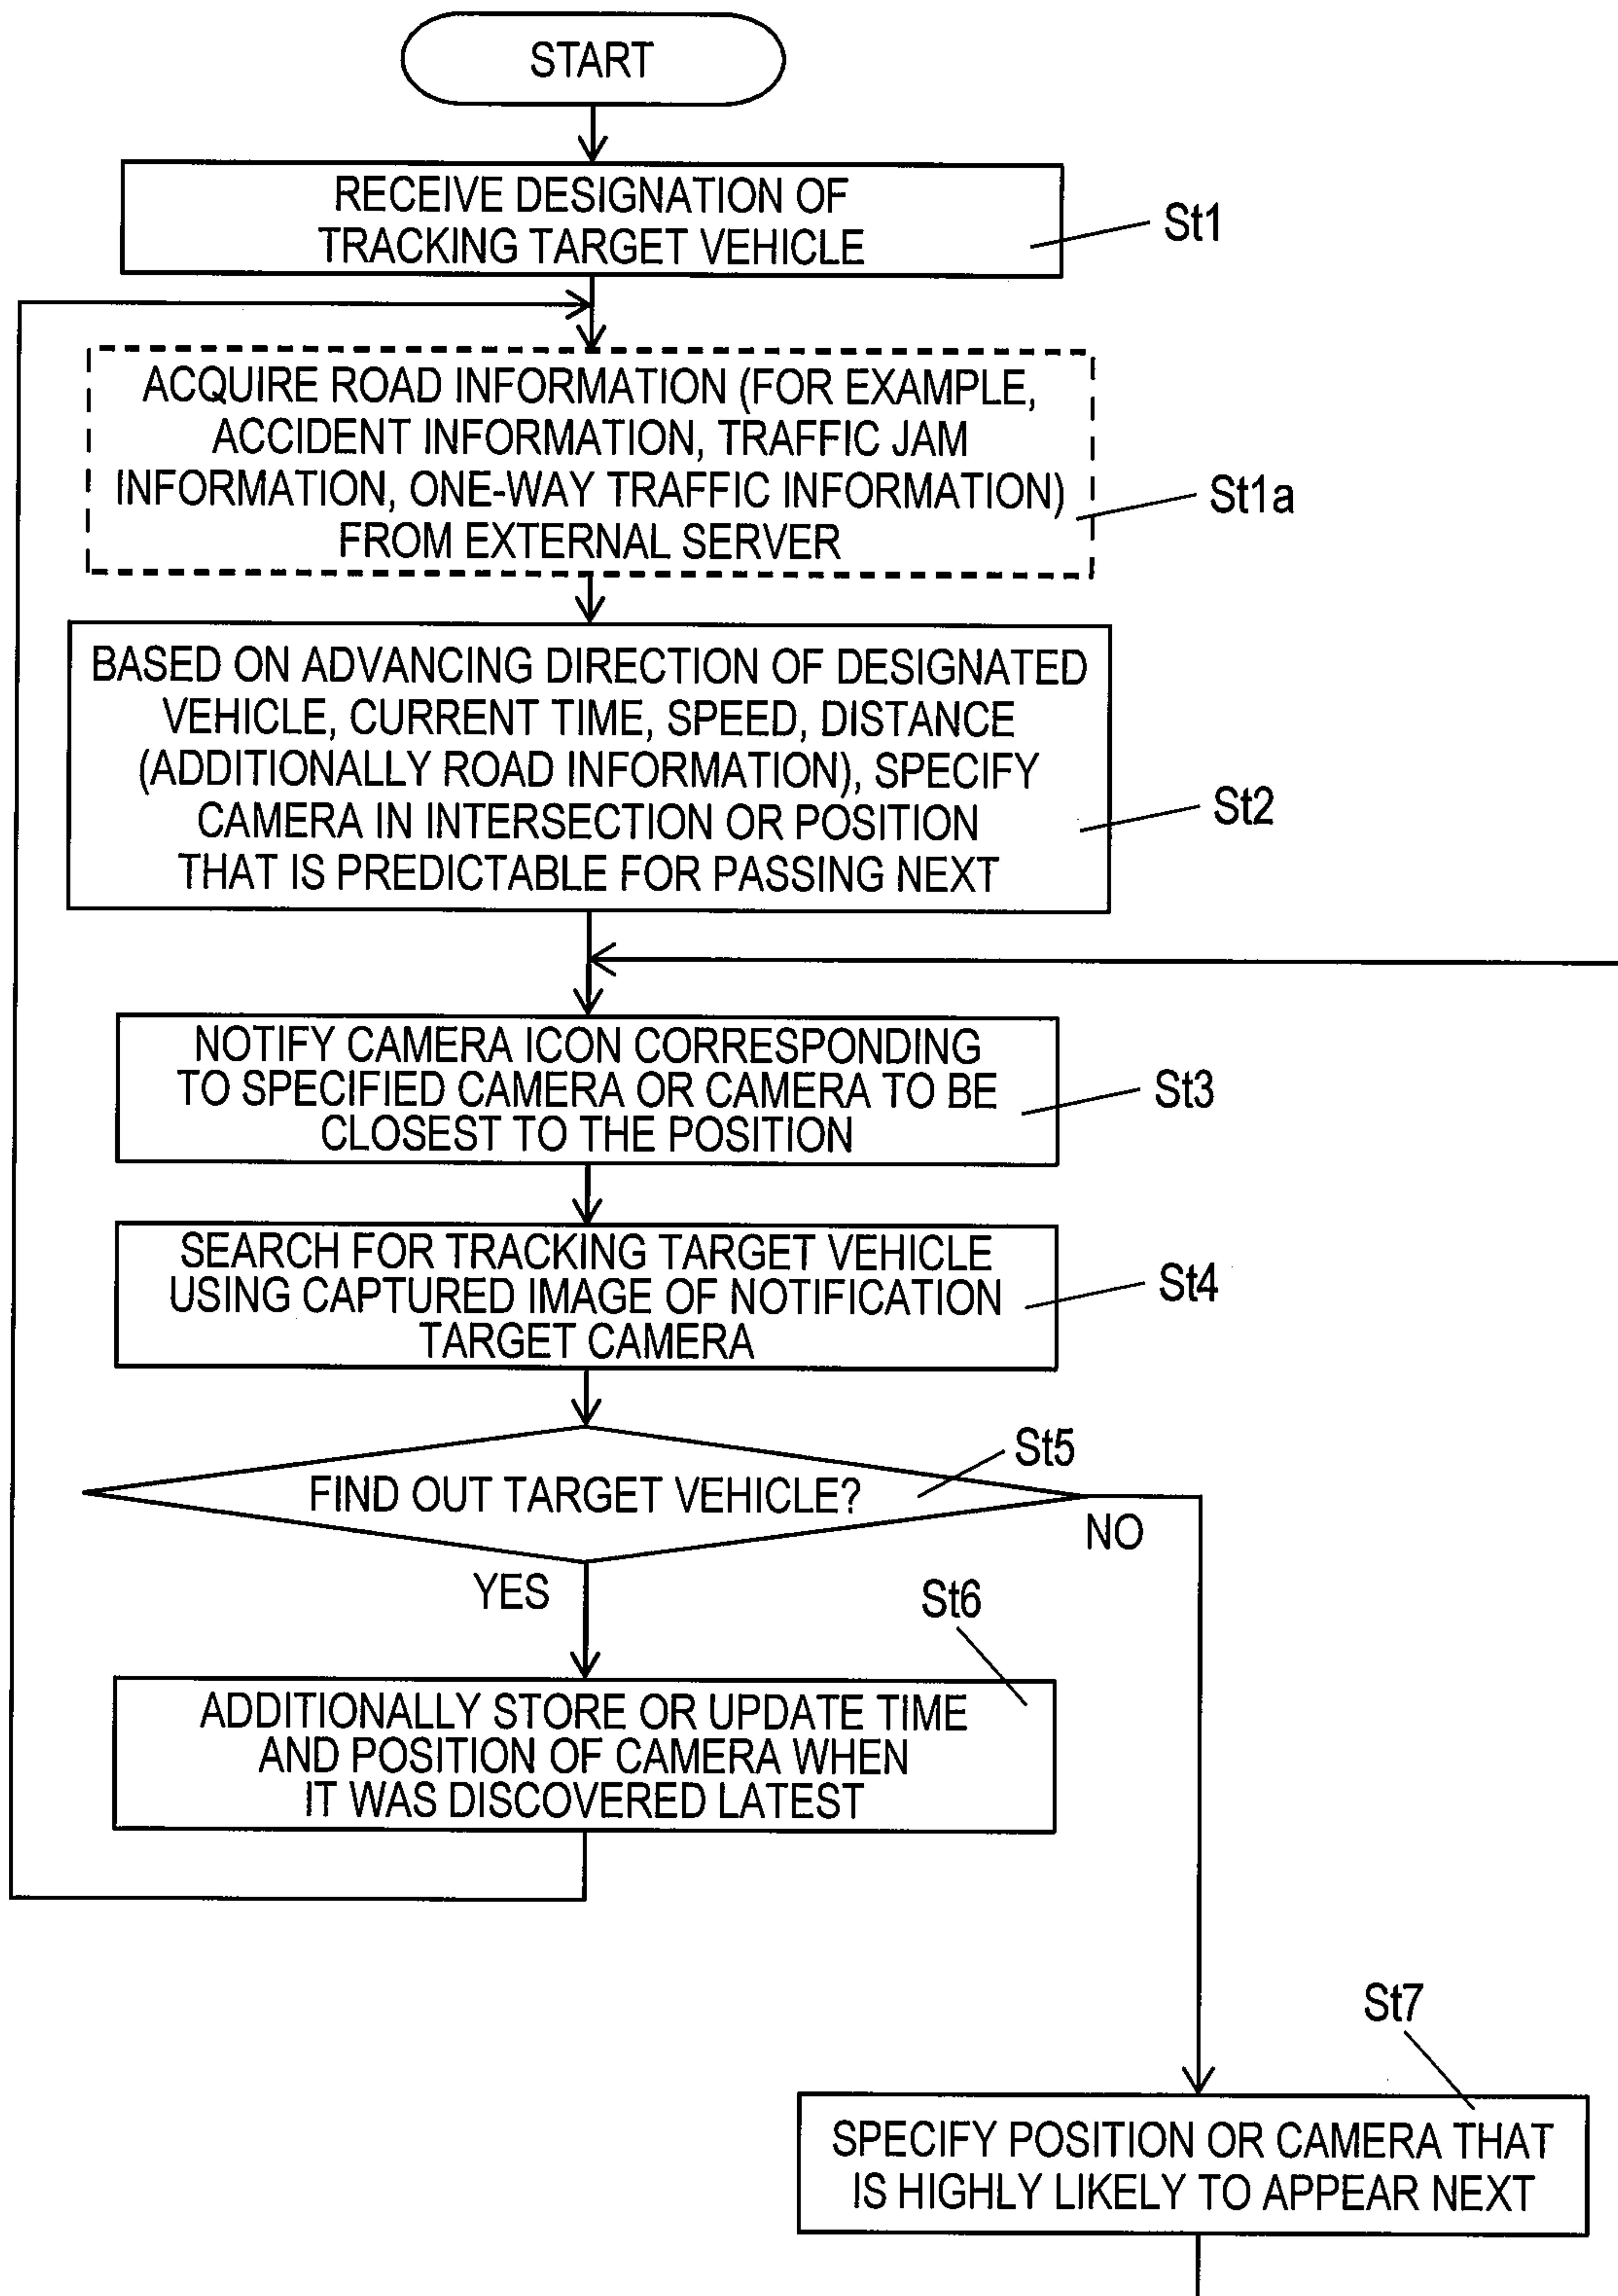 START
RECEIVE DESIGNATION OF
TRACKING TARGET VEHICLE
St1
ACQUIRE ROAD INFORMATION (FOR EXAMPLE,
ACCIDENT INFORMATION, TRAFFIC JAM
INFORMATION, ONE-WAY TRAFFIC INFORMATION)
FROM EXTERNAL SERVER
St1a
BASED ON ADVANCING DIRECTION OF DESIGNATED
VEHICLE, CURRENT TIME, SPEED, DISTANCE
(ADDITIONALLY ROAD INFORMATION), SPECIFY
CAMERA IN INTERSECTION OR POSITION
THAT IS PREDICTABLE FOR PASSING NEXT
St2
NOTIFY CAMERA ICON CORRESPONDING
TO SPECIFIED CAMERA OR CAMERA TO BE
CLOSEST TO THE POSITION
St3
SEARCH FOR TRACKING TARGET VEHICLE
USING CAPTURED IMAGE OF NOTIFICATION
TARGET CAMERA
St4
FIND OUT TARGET VEHICLE?
St5
NO
YES
St6
ADDITIONALLY STORE OR UPDATE TIME
AND POSITION OF CAMERA WHEN
IT WAS DISCOVERED LATEST
St7
SPECIFY POSITION OR CAMERA THAT
IS HIGHLY LIKELY TO APPEAR NEXT